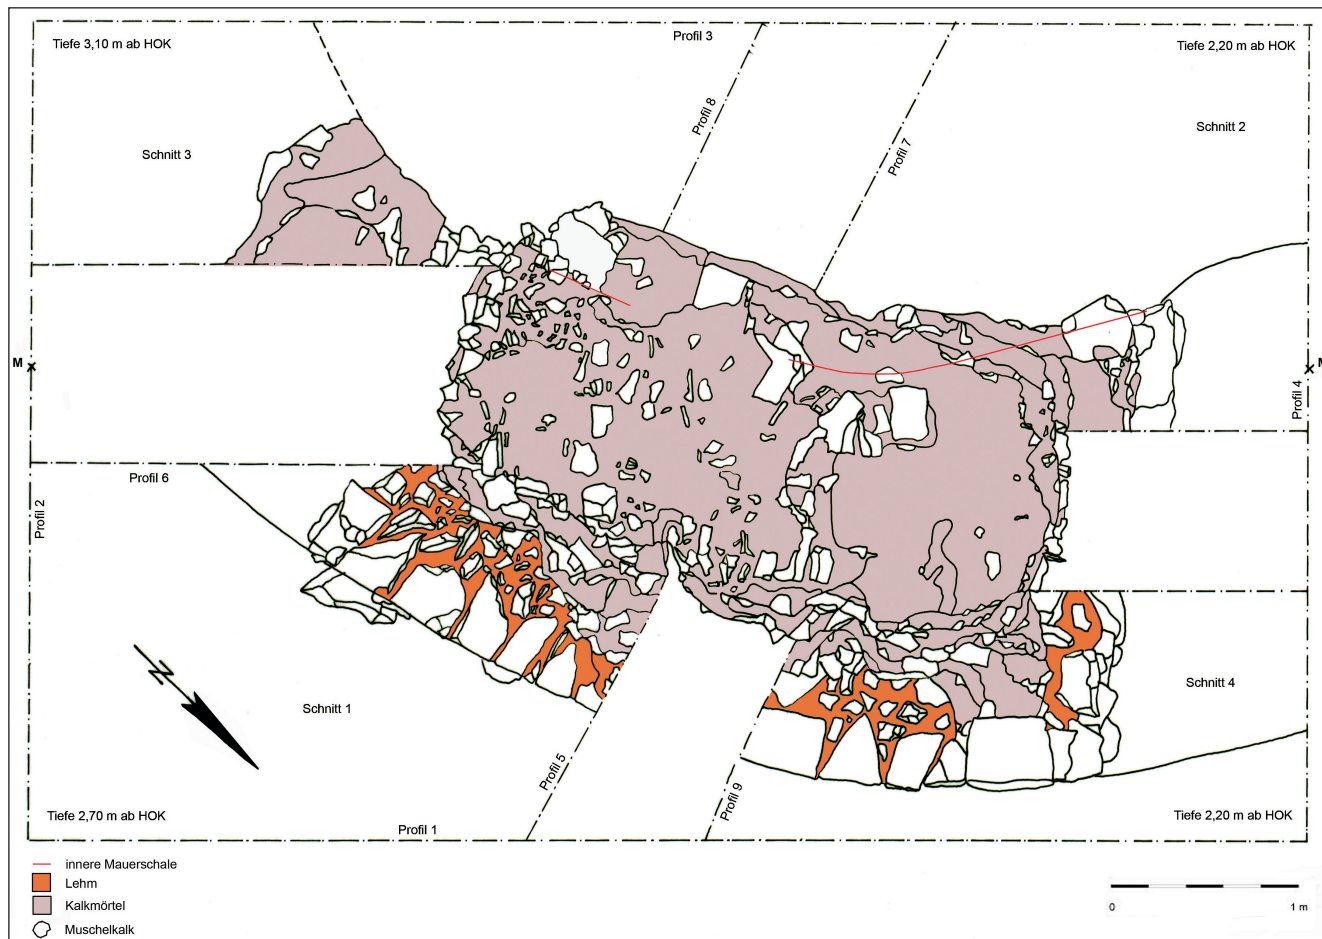 Tiefe 3,10 m ab HOK
Profil 3
Tiefe 2,20 m ab HOK
Profil 8
Schnitt 2
Schnitt 3
Profil 7
M
M
Profil 4
Profil 6
Profil 2
N
Schnitt 4
Schnitt 1
Profil 5
Profil 9
Tiefe 2,70 m ab HOK
Tiefe 2,20 m ab HOK
Profil 1
innere Mauerschale
Lehm
Kalkmörtel
0 1 m
Muschelkalk